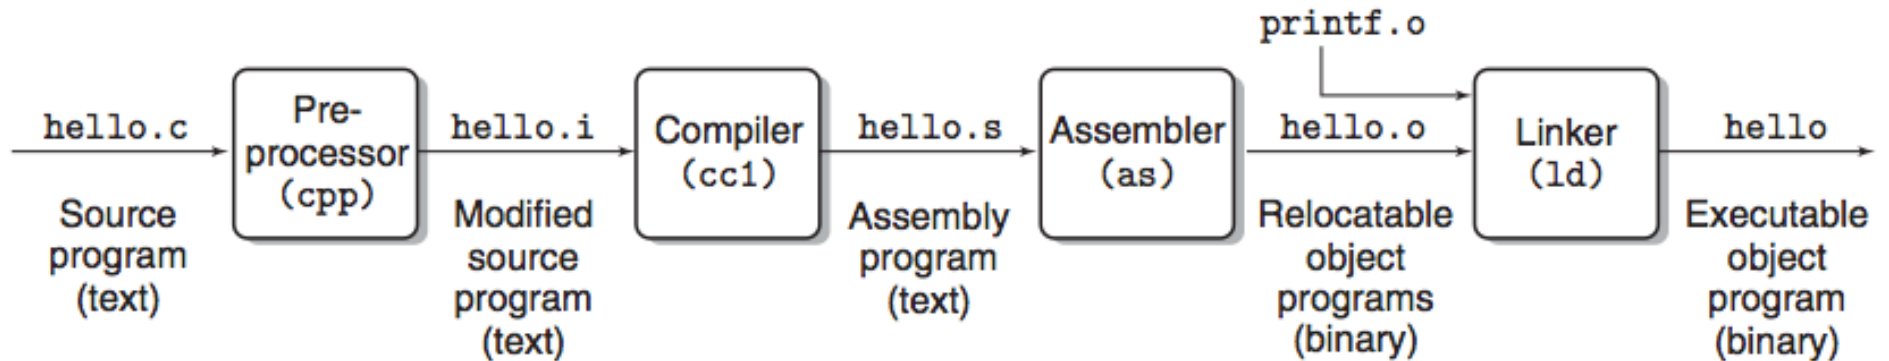 printf.o
hello.c
Pre-
processor
(cpp)
hello.i
Compiler
(cc1)
hello.s
Assembler
(as)
hello.o
Linker
(ld)
hello
Source
program
(text)
Modified
source
program
(text)
Assembly
program
(text)
Relocatable
object
programs
(binary)
Executable
object
program
(binary)